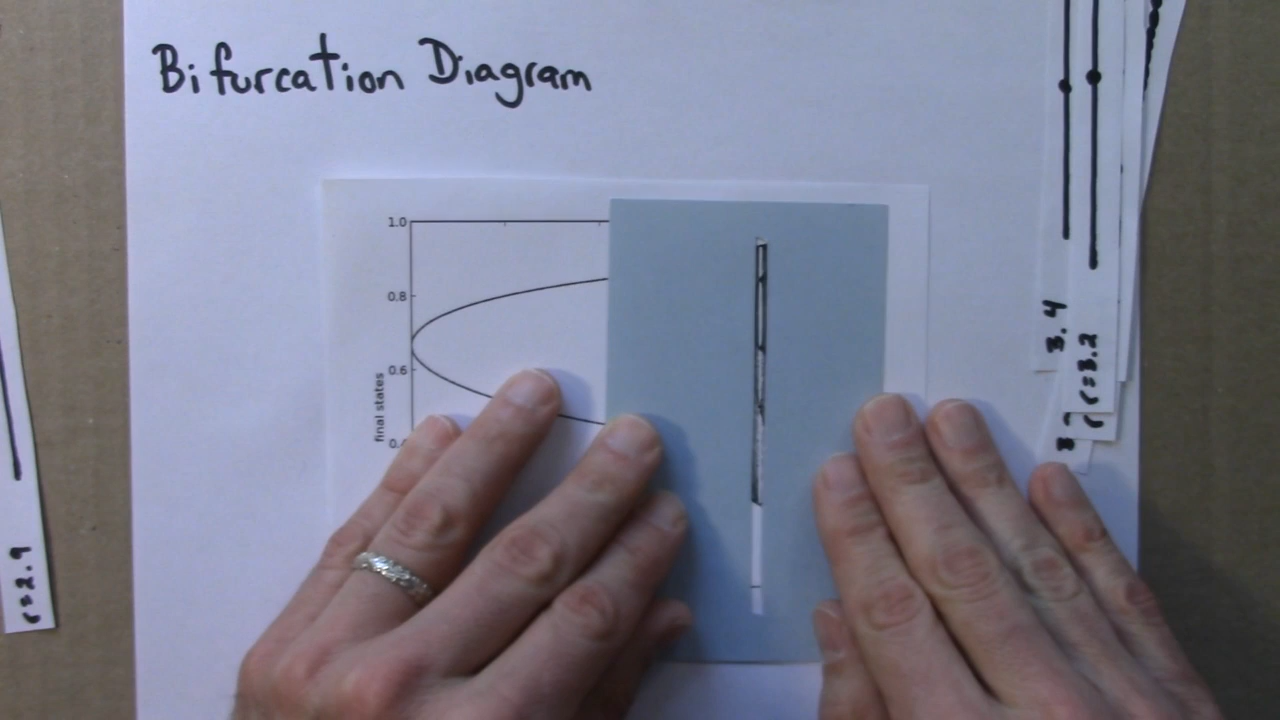 Bifurcation Diagram
1.0
0.8
0.6
final states
r=2.9
3.4
r=3.2